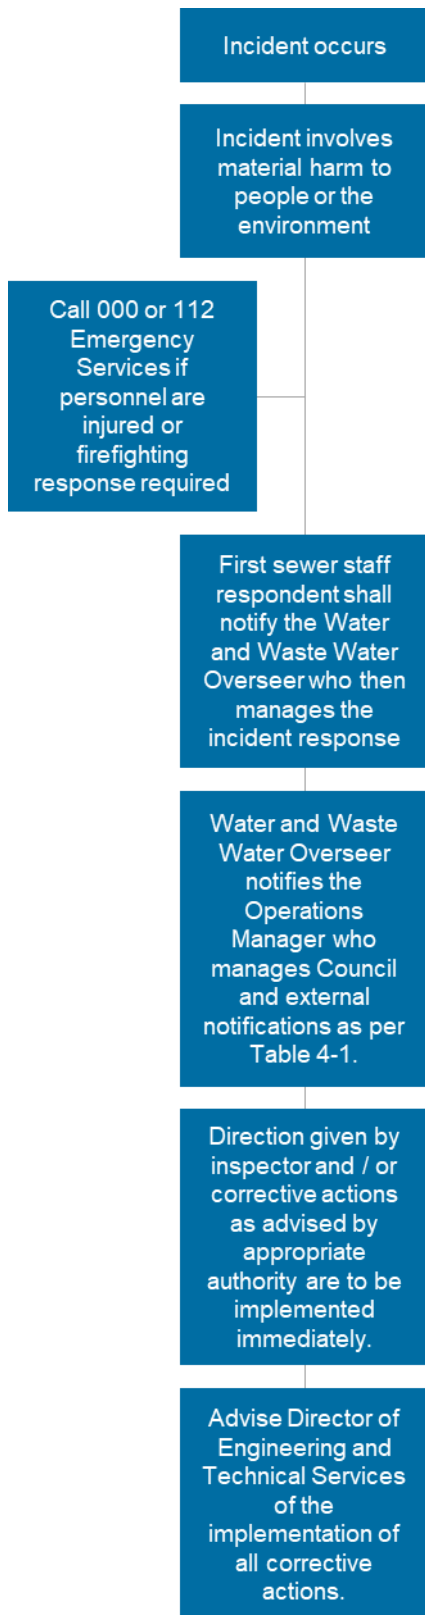 Incident occurs
Incident involves
material harm to
people or the
environment
Call 000 or 112
Emergency
Services if
personnel are
injured or
firefighting
response required
First sewer staff
respondent shall
notify the Water
and Waste Water
Overseer who then
manages the
incident response
Water and Waste
Water Overseer
notifies the
Operations
Manager who
manages Council
and external
notifications as per
Table 4-1.
Direction given by
inspector and / or
corrective actions
as advised by
appropriate
authority are to be
implemented
immediately.
Advise Director of
Engineering and
Technical Services
of the
implementation of
all corrective
actions.